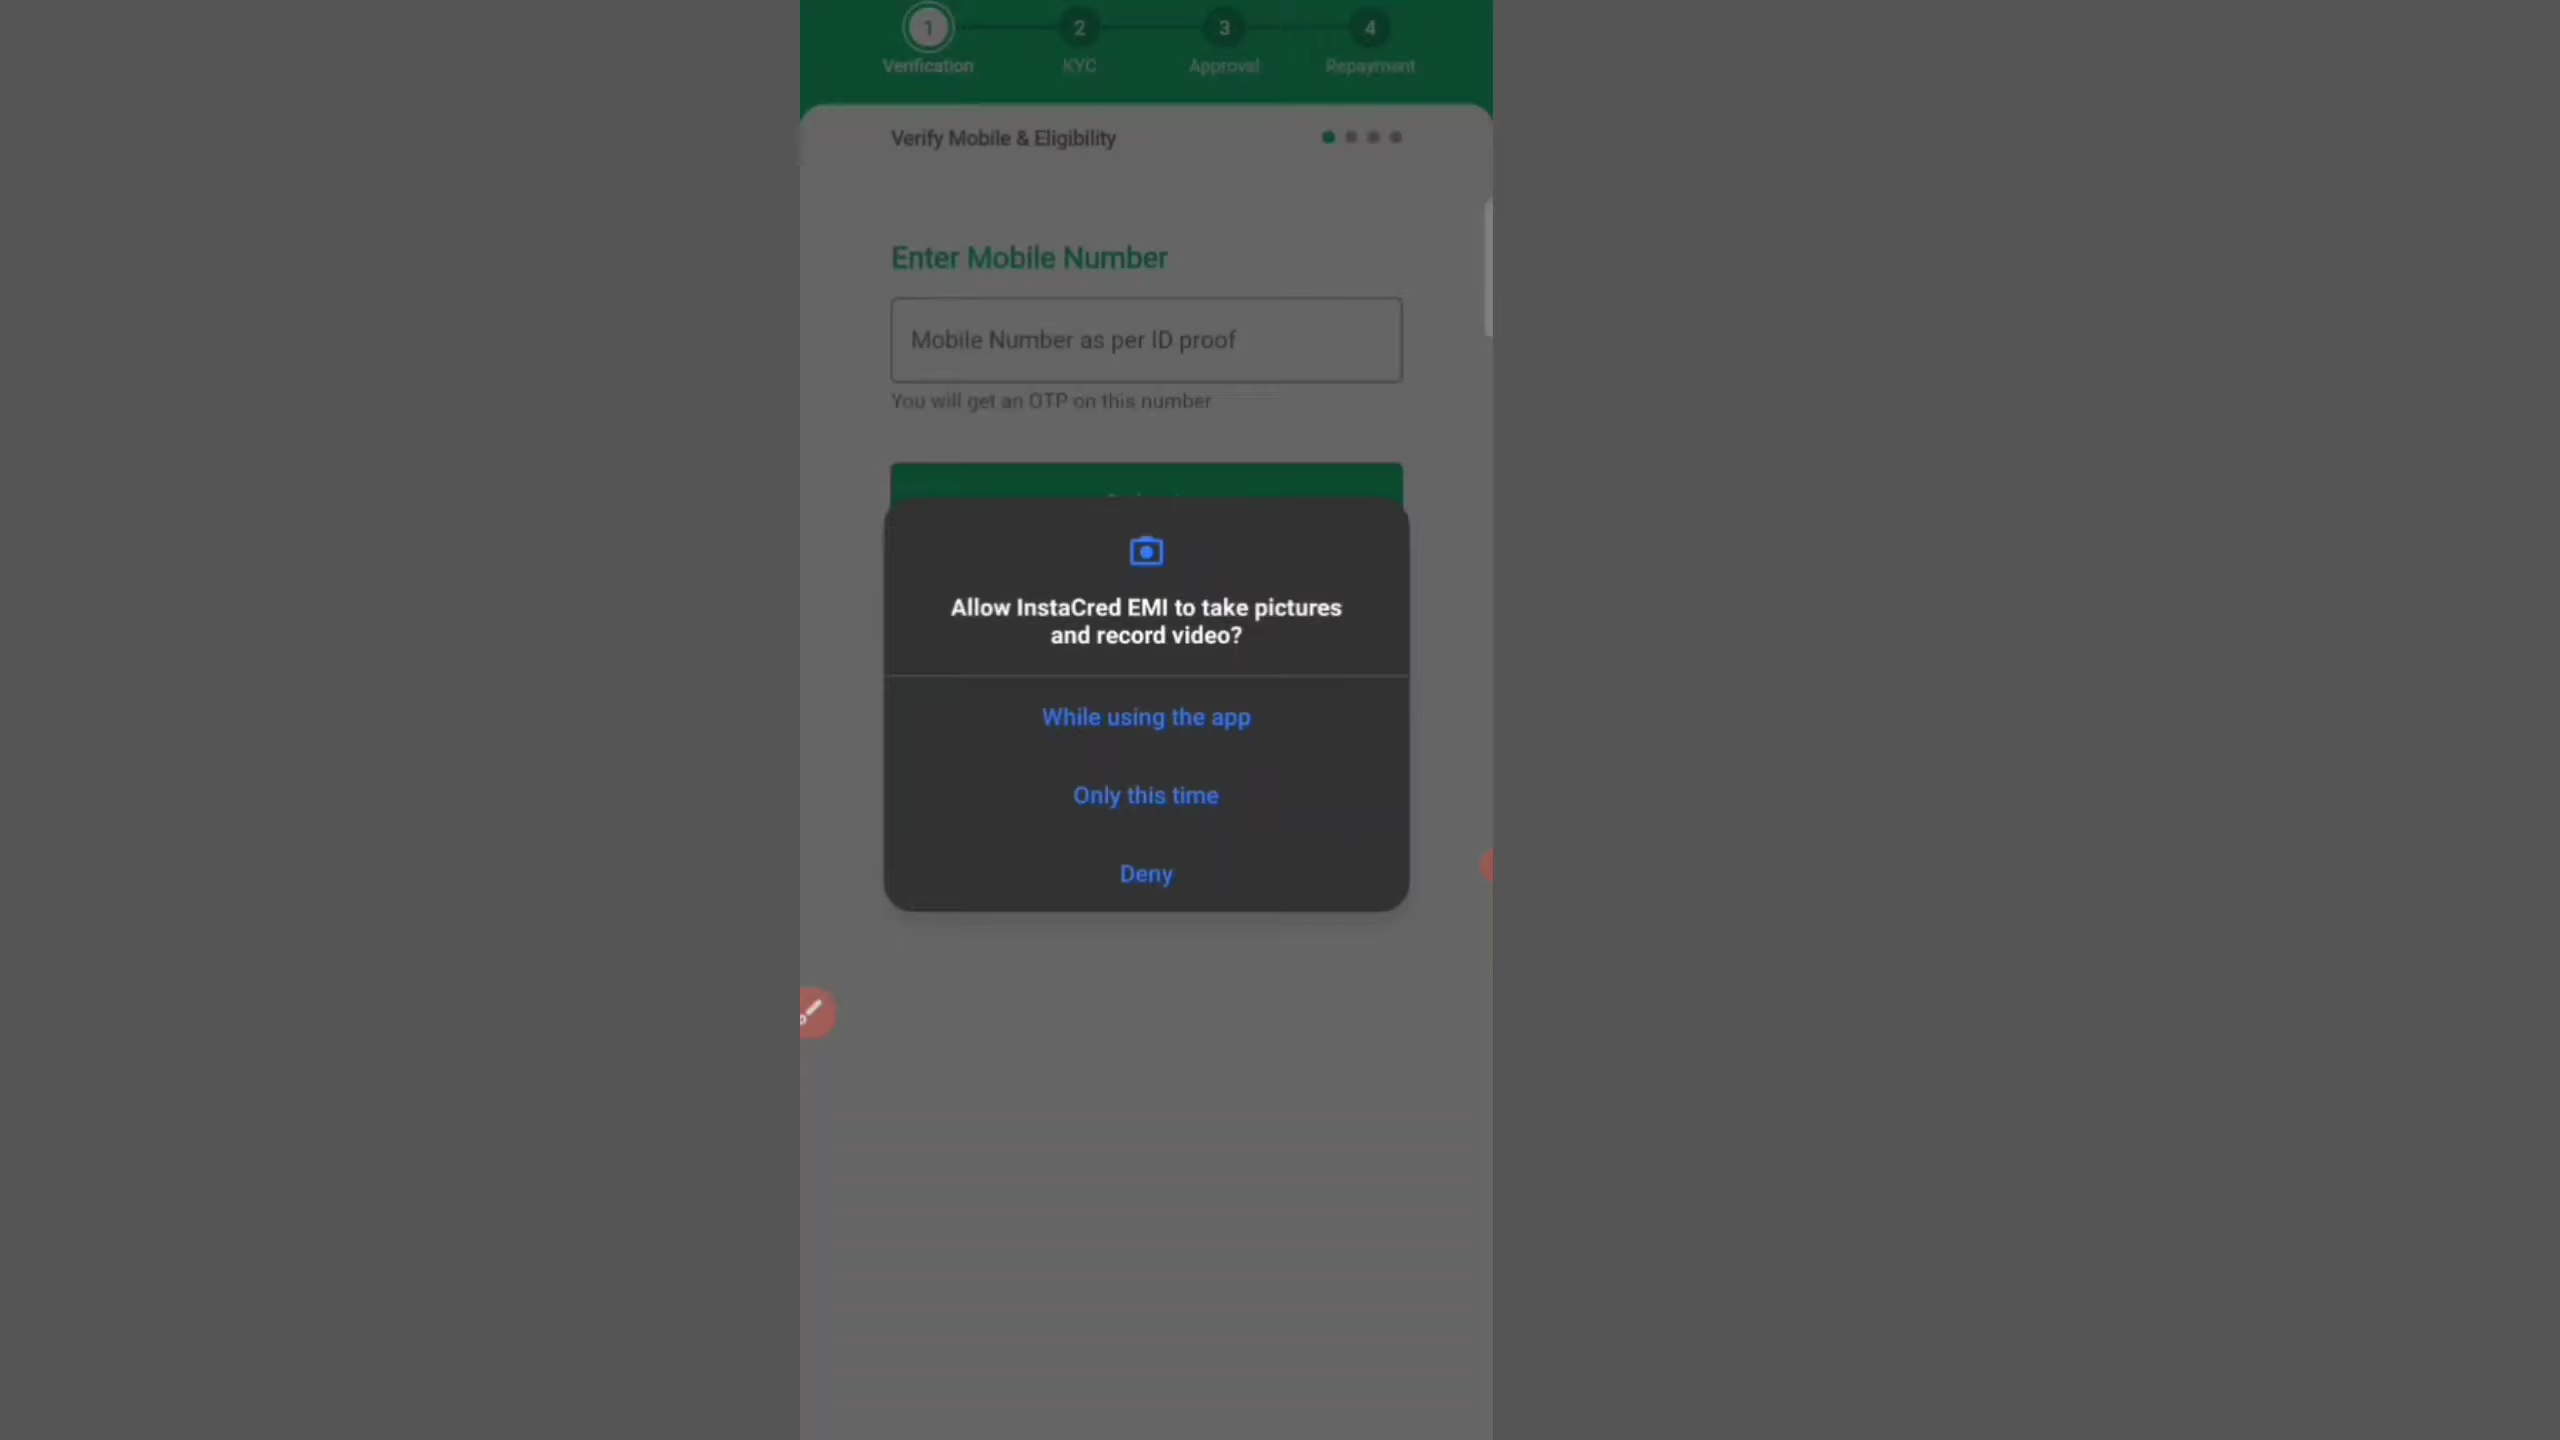 1
2
3
4
Verification
KYC
Approval
Repayment
Verify Mobile & Eligibility
Enter Mobile Number
Mobile Number as per ID proof
You will get an OTP on this number
Allow InstaCred EMI to take pictures
and record video?
While using the app
Only this time
Deny